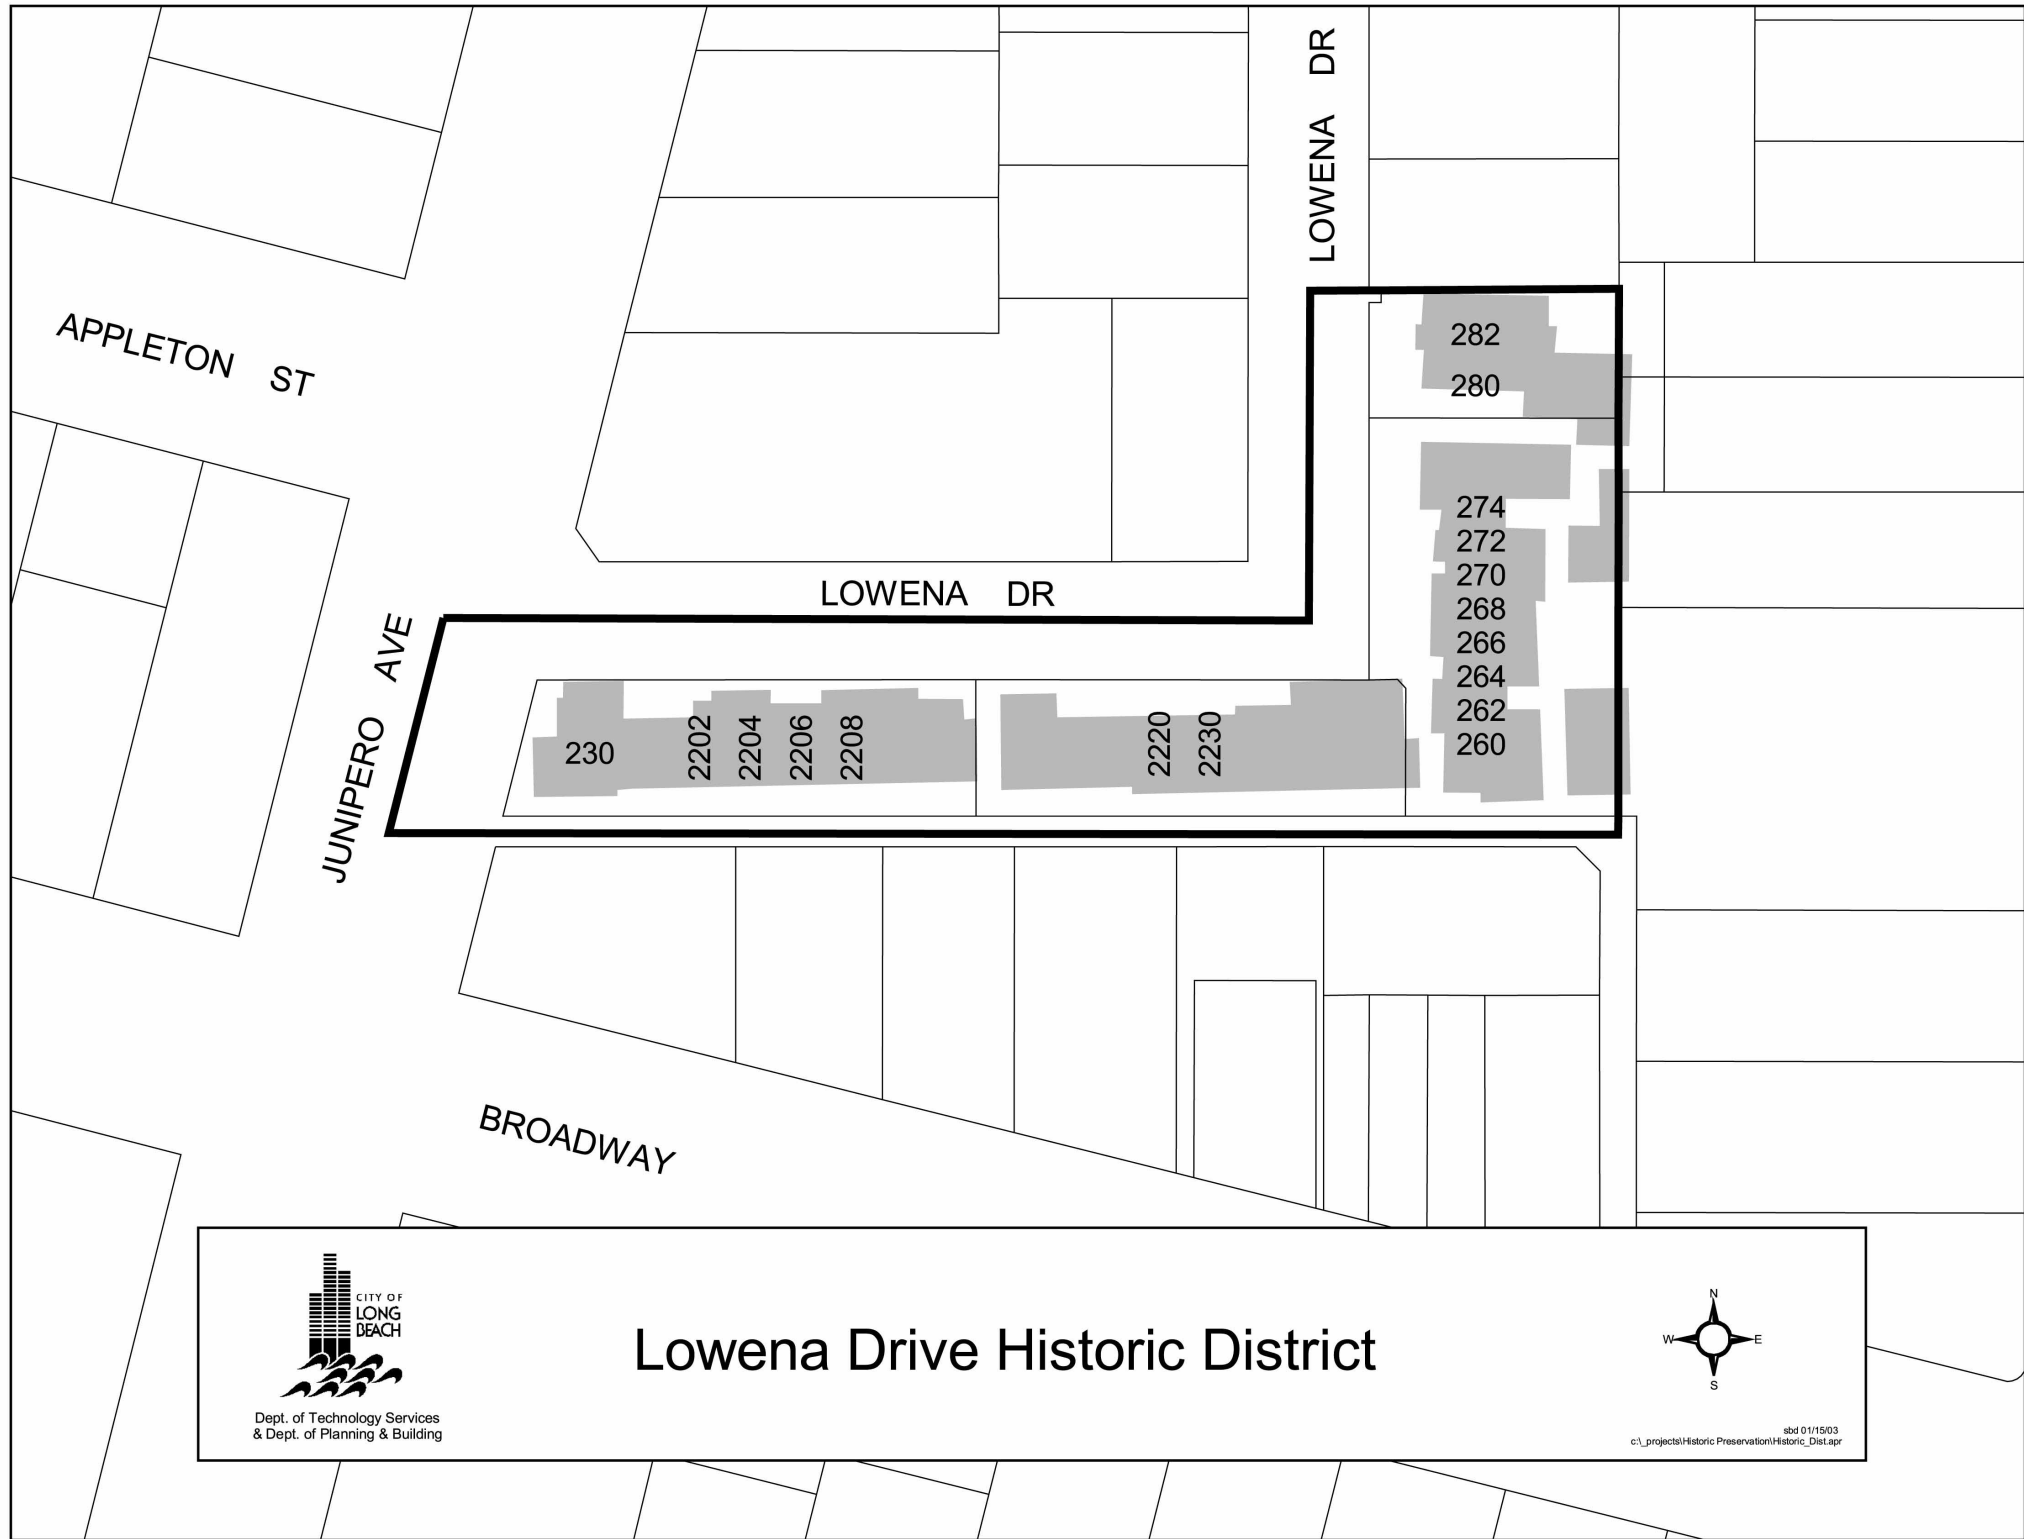 LOWENA DR
APPLETON ST
282
280
274
272
270
268
266
264
262
260
LOWENA DR
JUNIPERO AVE
230
2202
2204
2206
2208
2220
2230
BROADWAY
CITY OF
LONG
BEACH
Dept. of Technology Services
& Dept. of Planning & Building
Lowena Drive Historic District
N
W
E
S
sbd 01/15/03
c:\_projects\Historic Preservation\Historic_Dist.apr